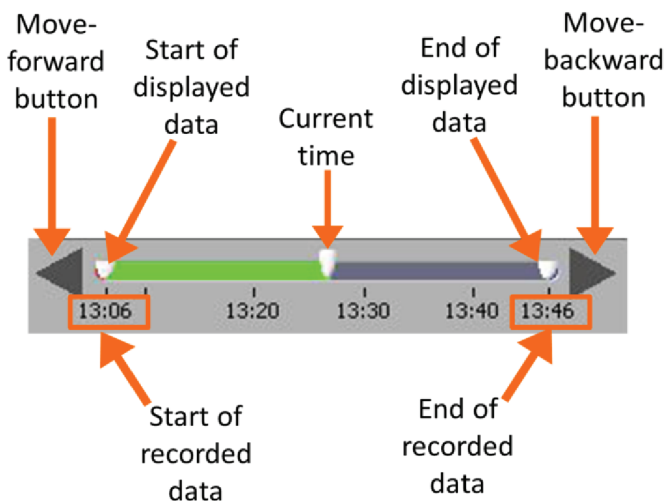 Move-
forward
button
Start of
displayed
data
Current
time
End of
displayed
data
Move-
backward
button
13:06
13:20
13:30
13:40
13:46
Start of
recorded
data
End of
recorded
data